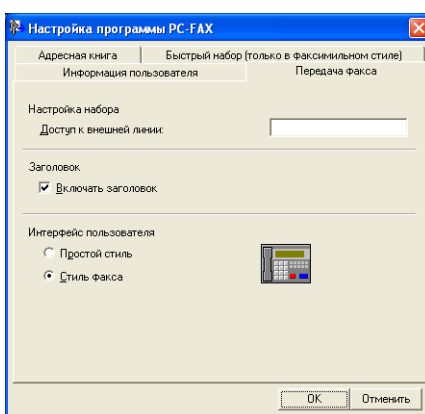 Настройка программы PC-FAX
Адресная книга Быстрый набор (только в факсимильном стиле)
Информация пользователя Передача факса
Настройка набора
Доступ к внешней линии:
Заголовок
Включать заголовок
Интерфейс пользователя
Простой стиль
Стиль факса
OK Отменить